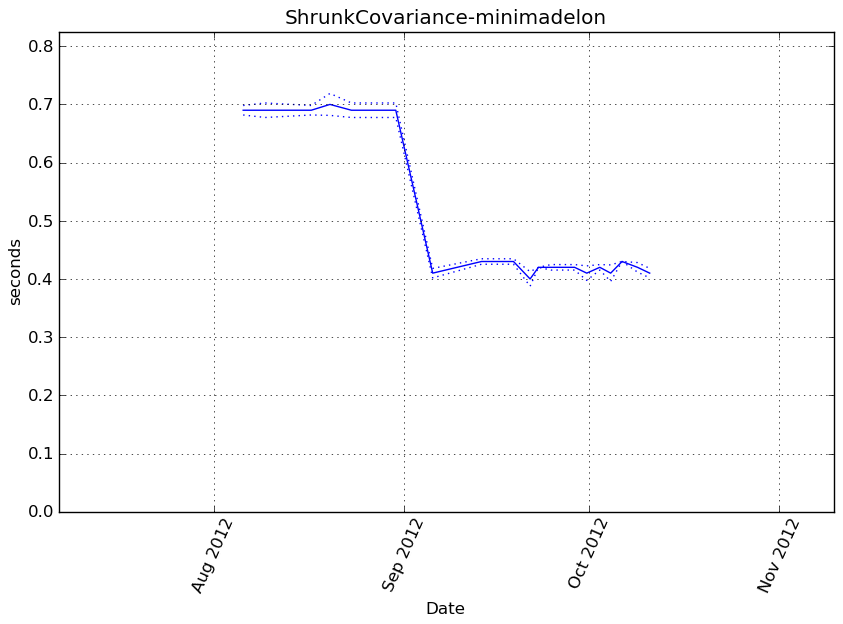 ShrunkCovariance-minimadelon
0.8
0.7
0.6
0.5
0.4
0.3
0.2
0.1
0.0
seconds
Aug 2012
Sep 2012
Oct 2012
Nov 2012
Date